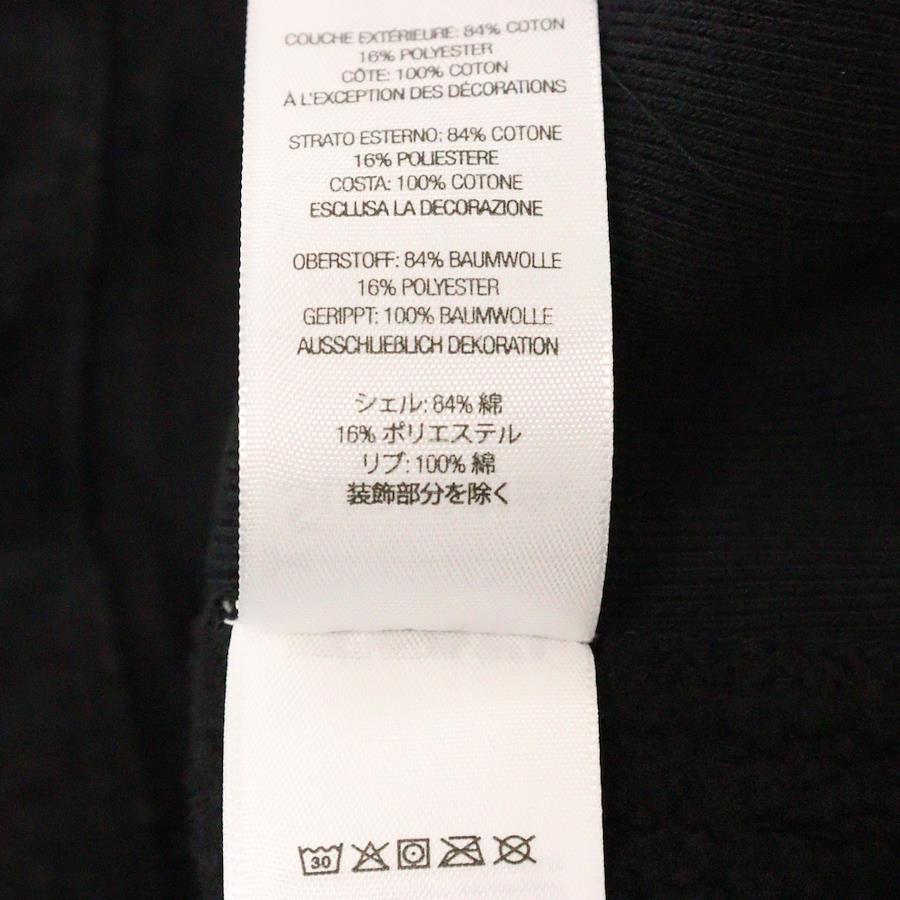 COUCHE EXTÉRIEURE: 84% COTON
16% POLYESTER
CÔTE: 100% COTON
À L'EXCEPTION DES DÉCORATIONS
STRATO ESTERNO: 84% COTONE
16% POLIESTERE
COSTA: 100% COTONE
ESCLUSA LA DECORAZIONE
OBERSTOFF: 84% BAUMWOLLE
16% POLYESTER
GERIPPT: 100% BAUMWOLLE
AUSSCHLIEßLICH DEKORATION
シェル: 84% 綿
16% ポリエステル
リブ: 100% 綿
装飾部分を除く
30